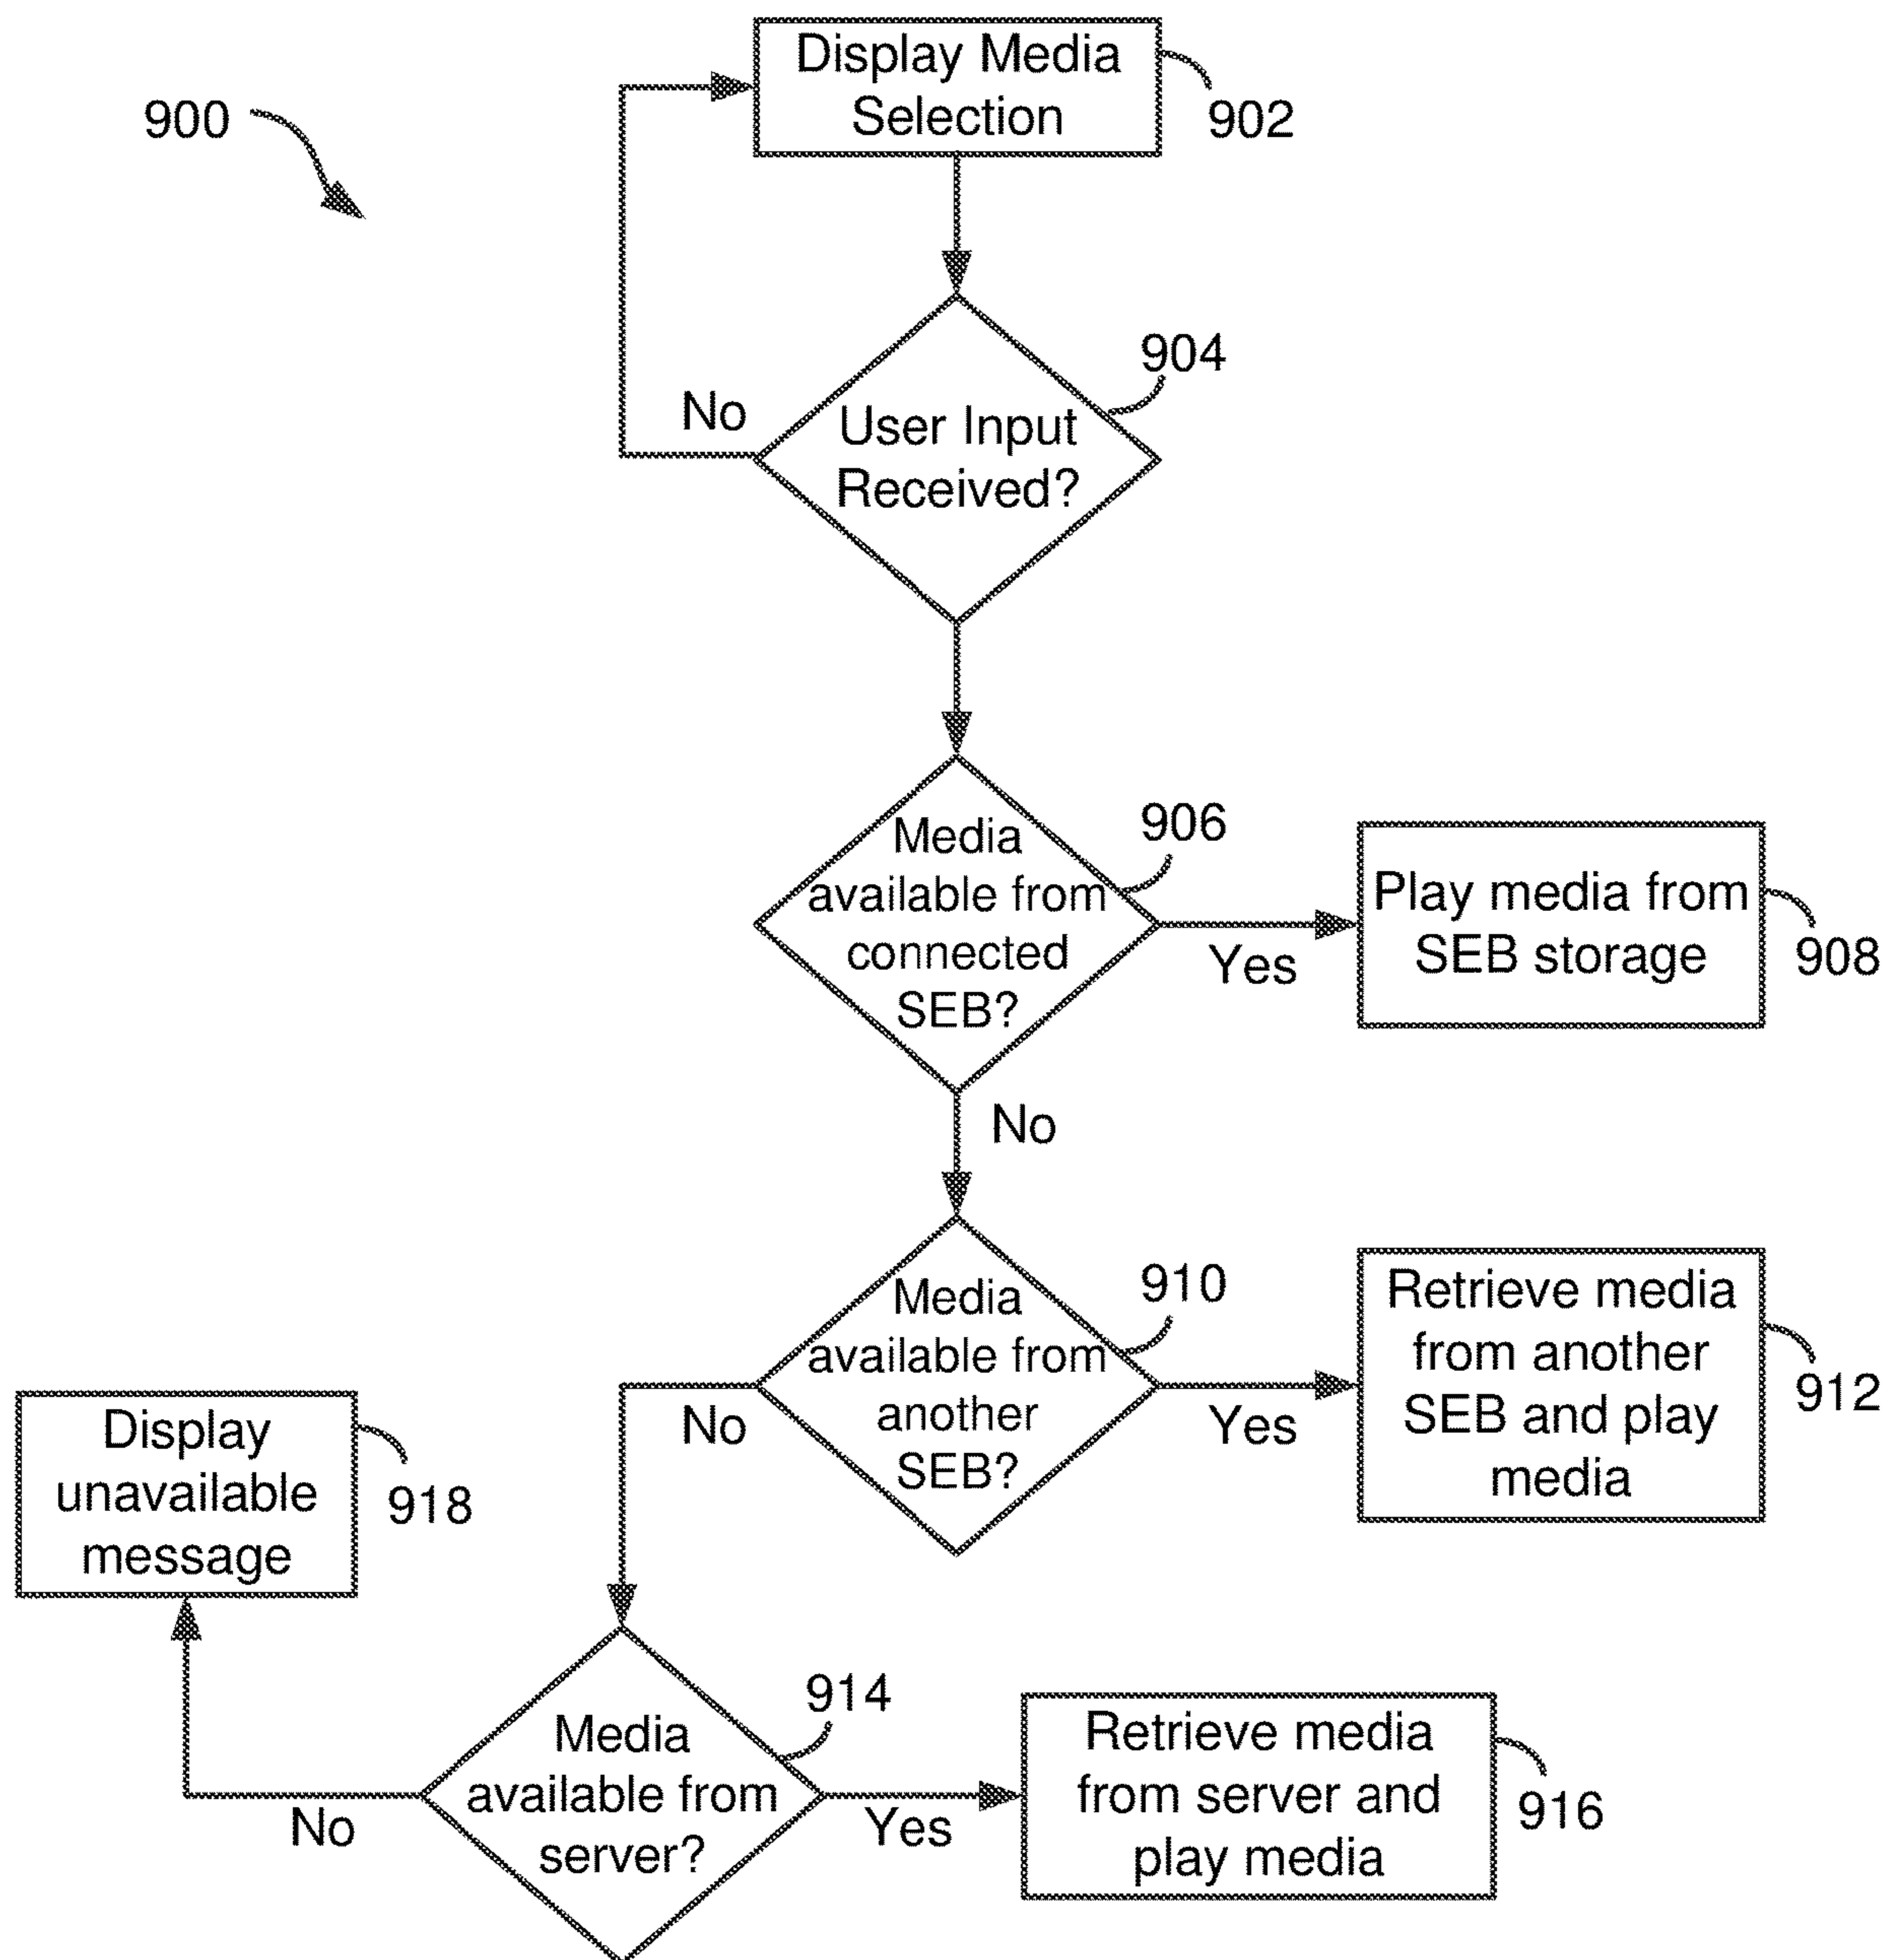 Display Media
Selection
902
900
904
No
User Input
Received?
906
Media
available from
connected
SEB?
Yes
Play media from
SEB storage
908
No
910
Media
available from
another
SEB?
No
Yes
Retrieve media
from another
SEB and play
media
912
Display
unavailable
message
918
914
Media
available from
server?
No
Yes
Retrieve media
from server and
play media
916